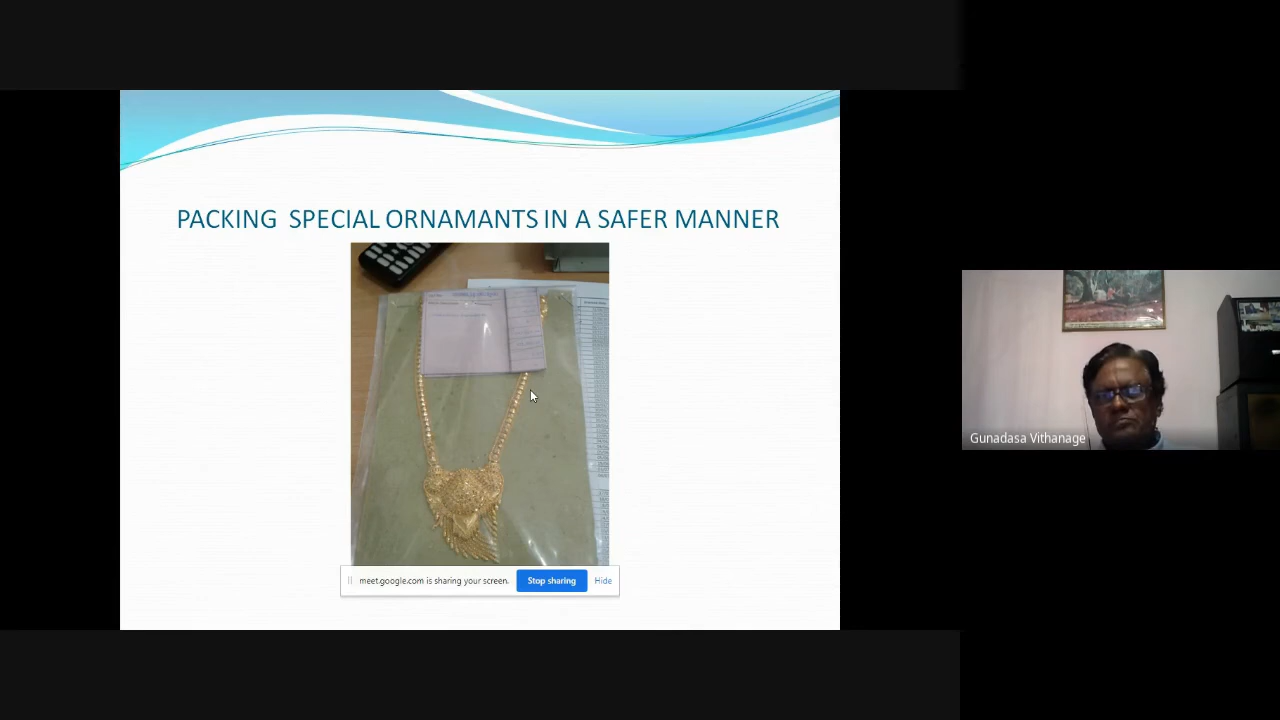 PACKING SPECIAL ORNAMANTS IN A SAFER MANNER
meet.google.com is sharing your screen.
Stop sharing
Hide
Gunadasa Vithanage